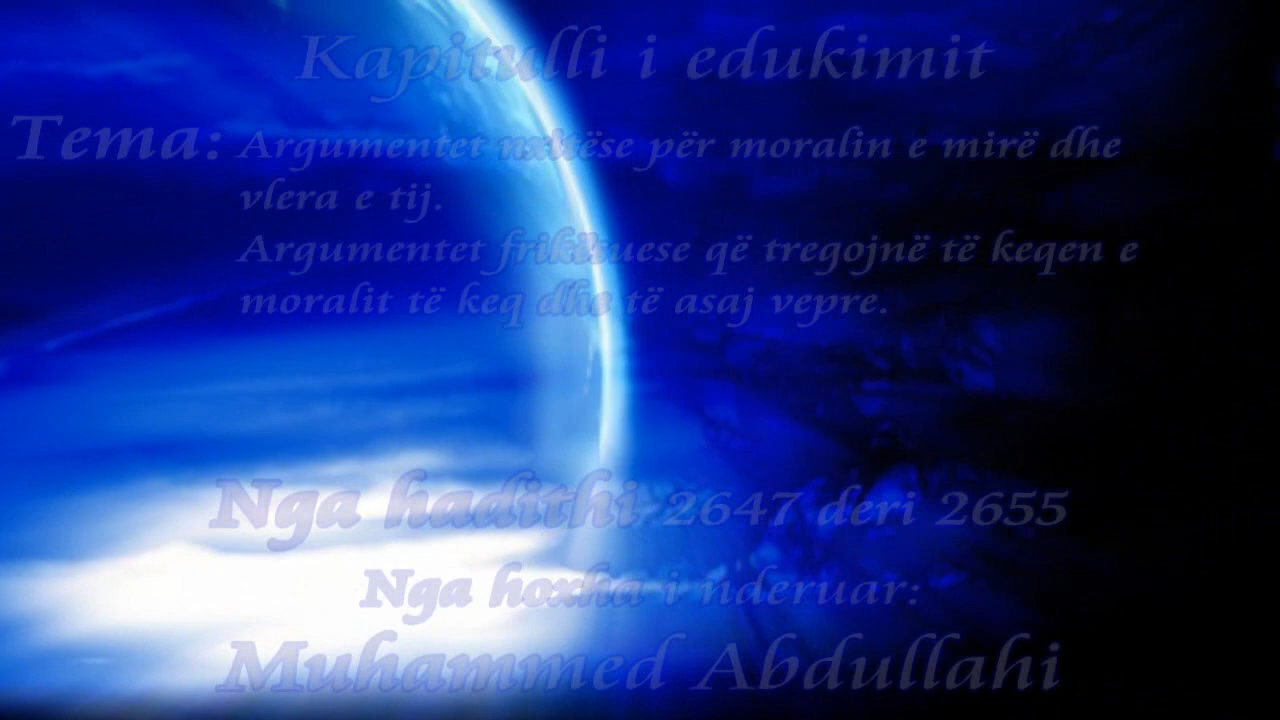 Kapitulli i edukimit
Tema: Argumentet nxitëse për moralin e mirë dhe
vlera e tij.
Argumentet frikësuese që tregojnë të keqen e
moralit të keq dhe të asaj vepre.
Nga hadithi 2647 deri 2655
Nga hoxha i nderuar:
Muhammed Abdullahi